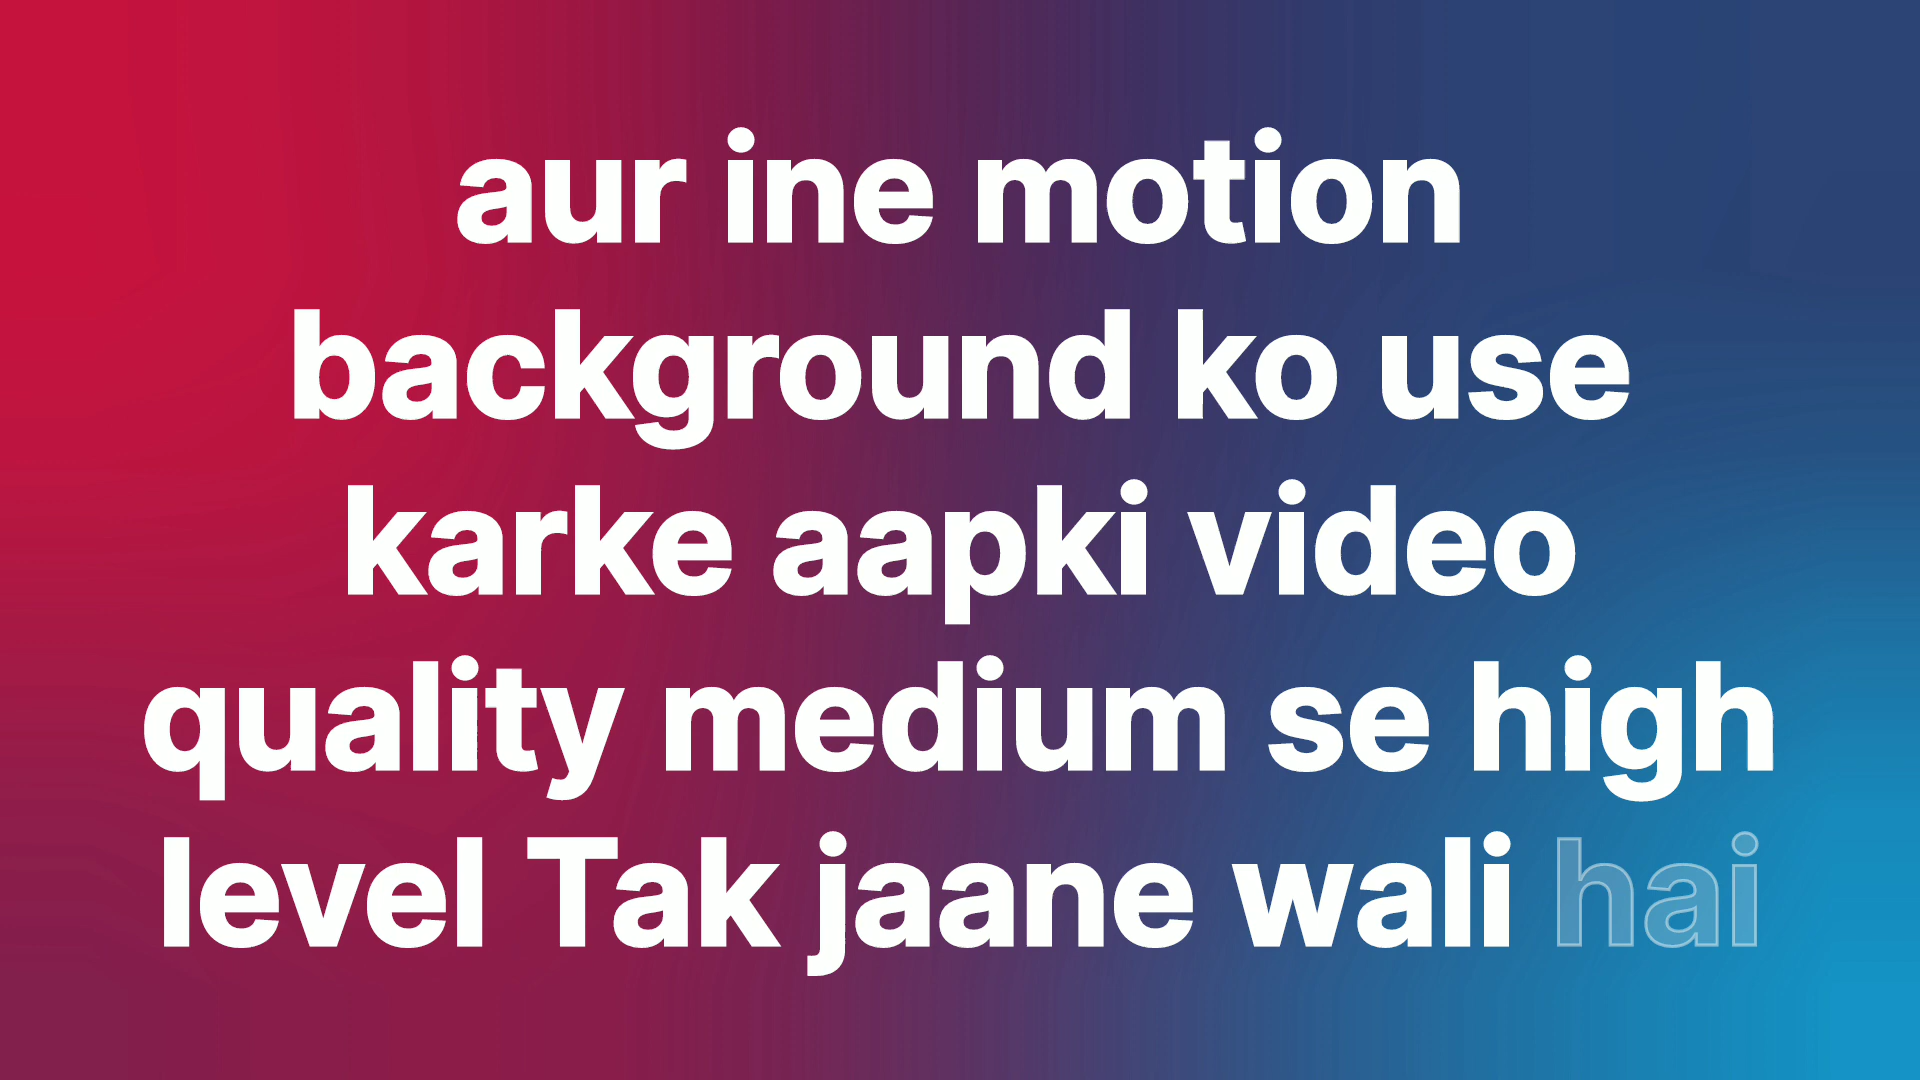 aur ine motion
background ko use
karke aapki video
quality medium se high
level Tak jaane wali hai